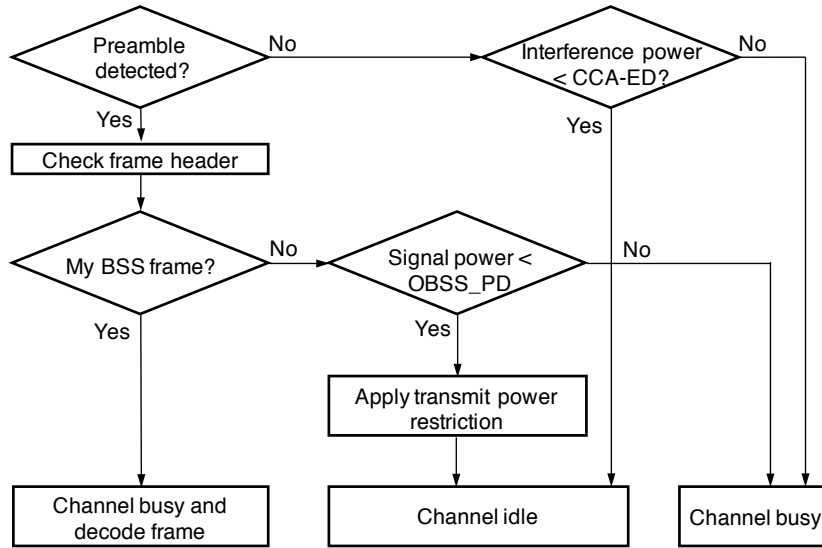 Preamble
detected?
No
Interference power
< CCA-ED?
No
Yes
Yes
Check frame header
My BSS frame?
No
Signal power <
OBSS_PD
No
Yes
Yes
Apply transmit power
restriction
Channel busy and
decode frame
Channel idle
Channel busy